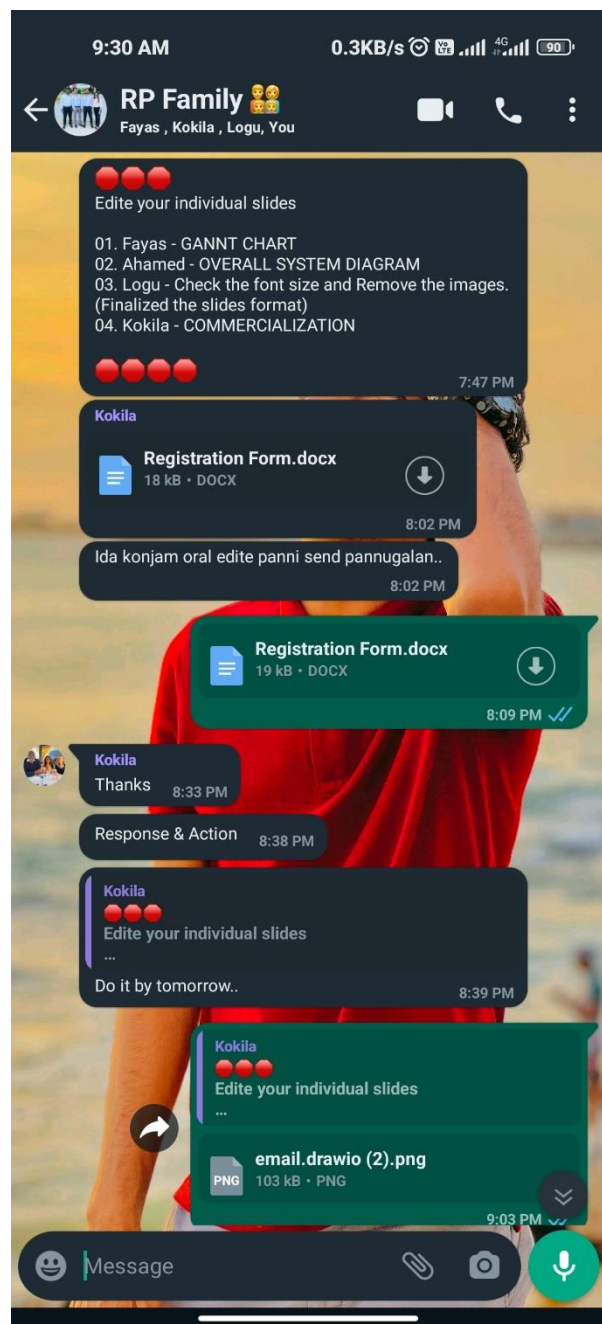 9:30 AM 0.3KB/s Vo LTE 4G 90
RP Family
Fayas , Kokila , Logu, You
Edite your individual slides
01. Fayas - GANNT CHART
02. Ahamed - OVERALL SYSTEM DIAGRAM
03. Logu - Check the font size and Remove the images.
(Finalized the slides format)
04. Kokila - COMMERCIALIZATION
7:47 PM
Kokila
Registration Form.docx
18 kB • DOCX
8:02 PM
Ida konjam oral edite panni send pannugalan..
8:02 PM
Registration Form.docx
19 kB • DOCX
8:09 PM
Kokila
Thanks 8:33 PM
Response & Action 8:38 PM
Kokila
Edite your individual slides
...
Do it by tomorrow.. 8:39 PM
Kokila
Edite your individual slides
...
email.drawio (2).png
PNG 103 kB • PNG
9:03 PM
Message